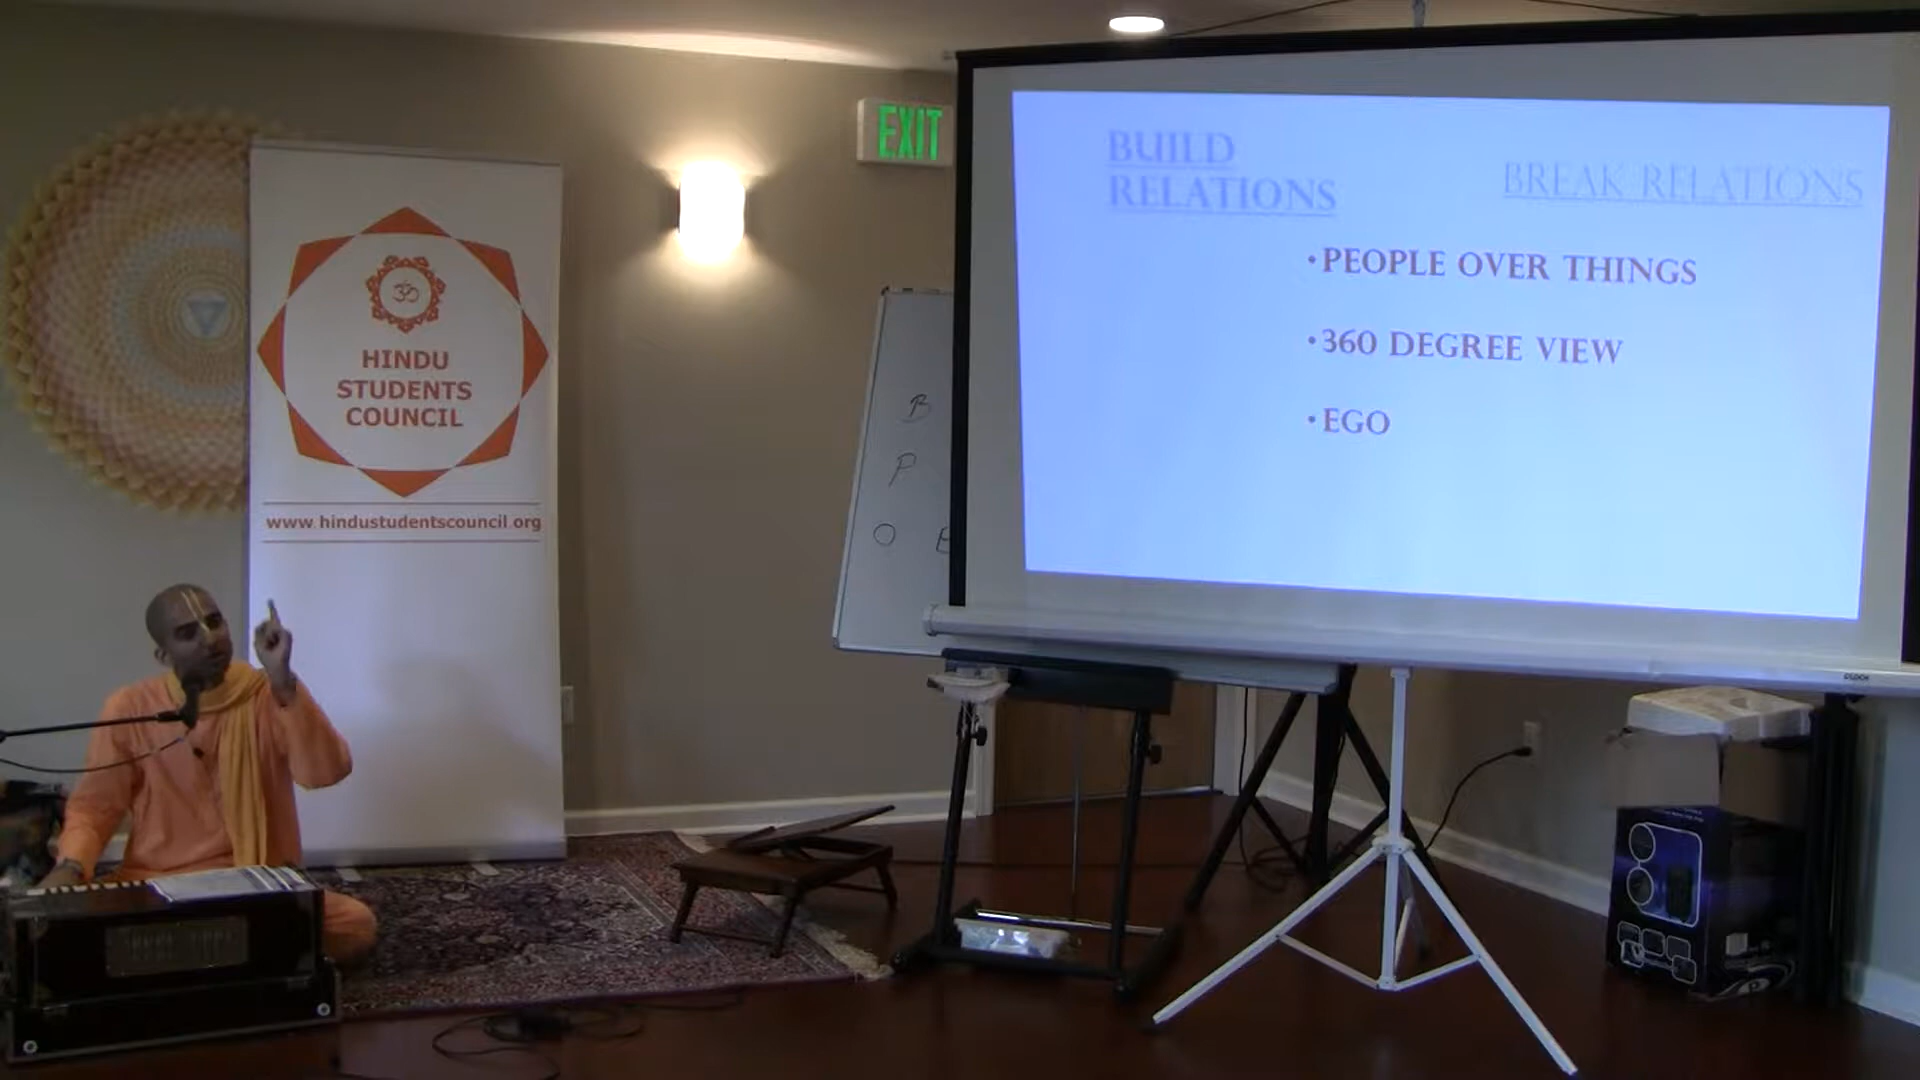 ॐ
HINDU
STUDENTS
COUNCIL
www.hindustudentscouncil.org
EXIT
B
P
O E
BUILD
RELATIONS
BREAK RELATIONS
•PEOPLE OVER THINGS
•360 DEGREE VIEW
•EGO